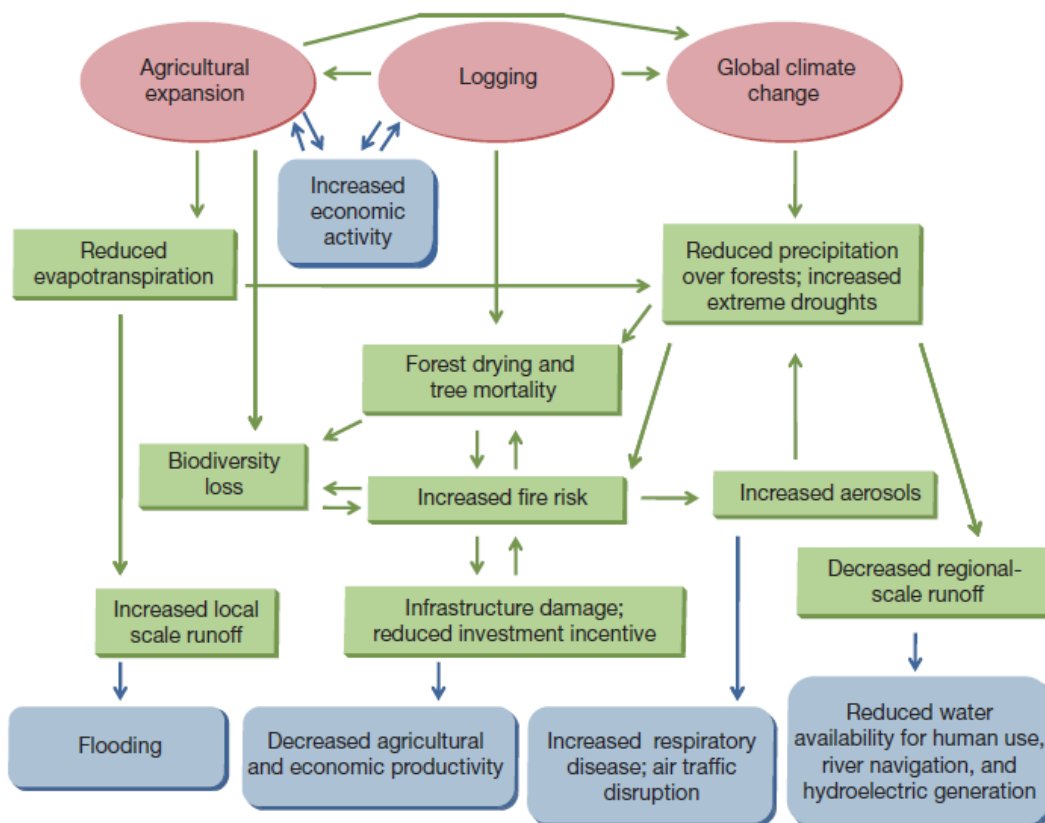 Agricultural
expansion
Logging
Global climate
change
Increased
economic
activity
Reduced
evapotranspiration
Reduced precipitation
over forests; increased
extreme droughts
Forest drying and
tree mortality
Biodiversity
loss
Increased fire risk
Increased aerosols
Decreased regional-
scale runoff
Increased local
scale runoff
Infrastructure damage;
reduced investment incentive
Flooding
Decreased agricultural
and economic productivity
Increased respiratory
disease; air traffic
disruption
Reduced water
availability for human use,
river navigation, and
hydroelectric generation